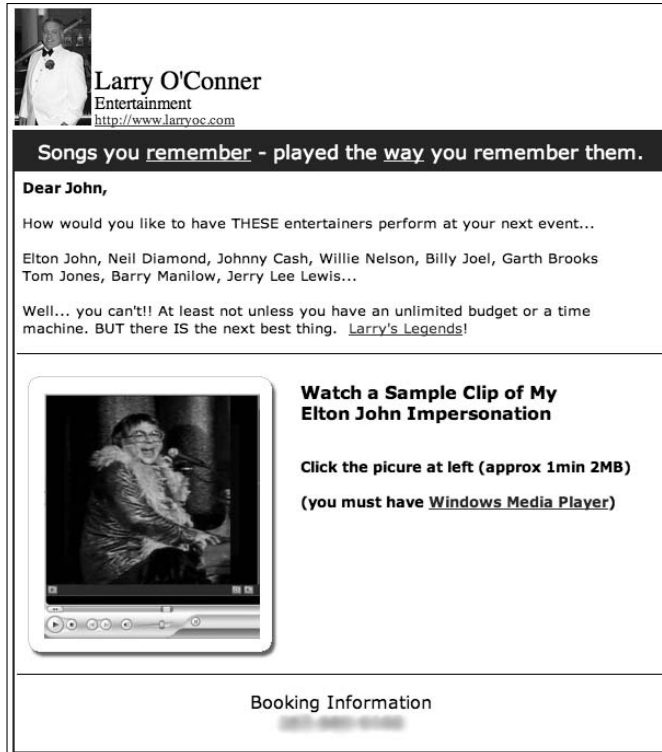 Larry O'Conner
Entertainment
http://www.larryoc.com
Songs you remember - played the way you remember them.
Dear John,
How would you like to have THESE entertainers perform at your next event...
Elton John, Neil Diamond, Johnny Cash, Willie Nelson, Billy Joel, Garth Brooks
Tom Jones, Barry Manilow, Jerry Lee Lewis...
Well... you can't!! At least not unless you have an unlimited budget or a time
machine. BUT there IS the next best thing. Larry's Legends!
Watch a Sample Clip of My
Elton John Impersonation
Click the picure at left (approx 1min 2MB)
(you must have Windows Media Player)
Booking Information